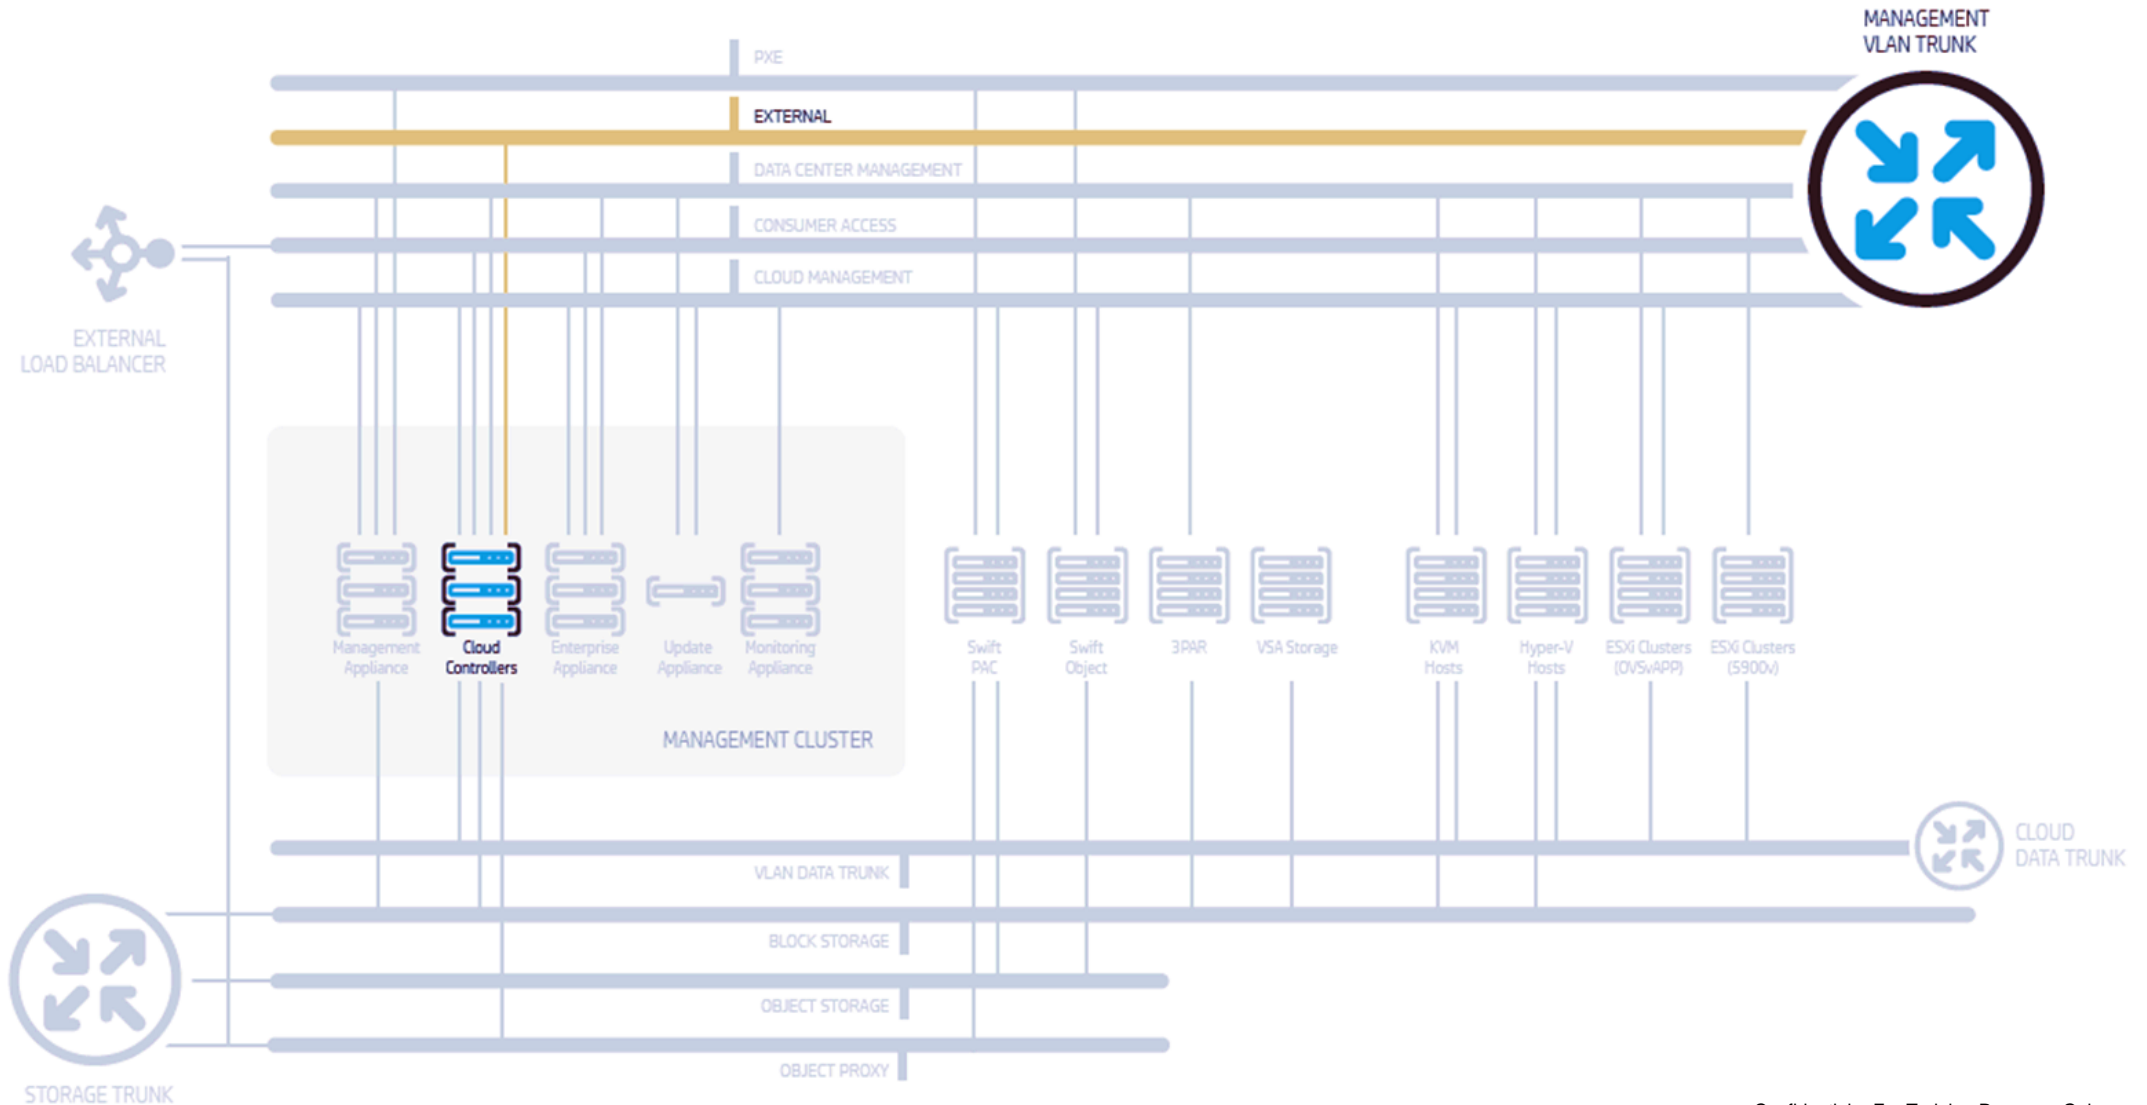 MANAGEMENT
VLAN TRUNK
PXE
EXTERNAL
DATA CENTER MANAGEMENT
CONSUMER ACCESS
CLOUD MANAGEMENT
EXTERNAL
LOAD BALANCER
Management
Appliance
Cloud
Controllers
Enterprise
Appliance
Update
Appliance
Monitoring
Appliance
Swift
PAC
Swift
Object
3PAR
VSA Storage
KVM
Hosts
Hyper-V
Hosts
ESXi Clusters
(OVSvAPP)
ESXi Clusters
(5900v)
MANAGEMENT CLUSTER
CLOUD
DATA TRUNK
VLAN DATA TRUNK
BLOCK STORAGE
OBJECT STORAGE
OBJECT PROXY
STORAGE TRUNK